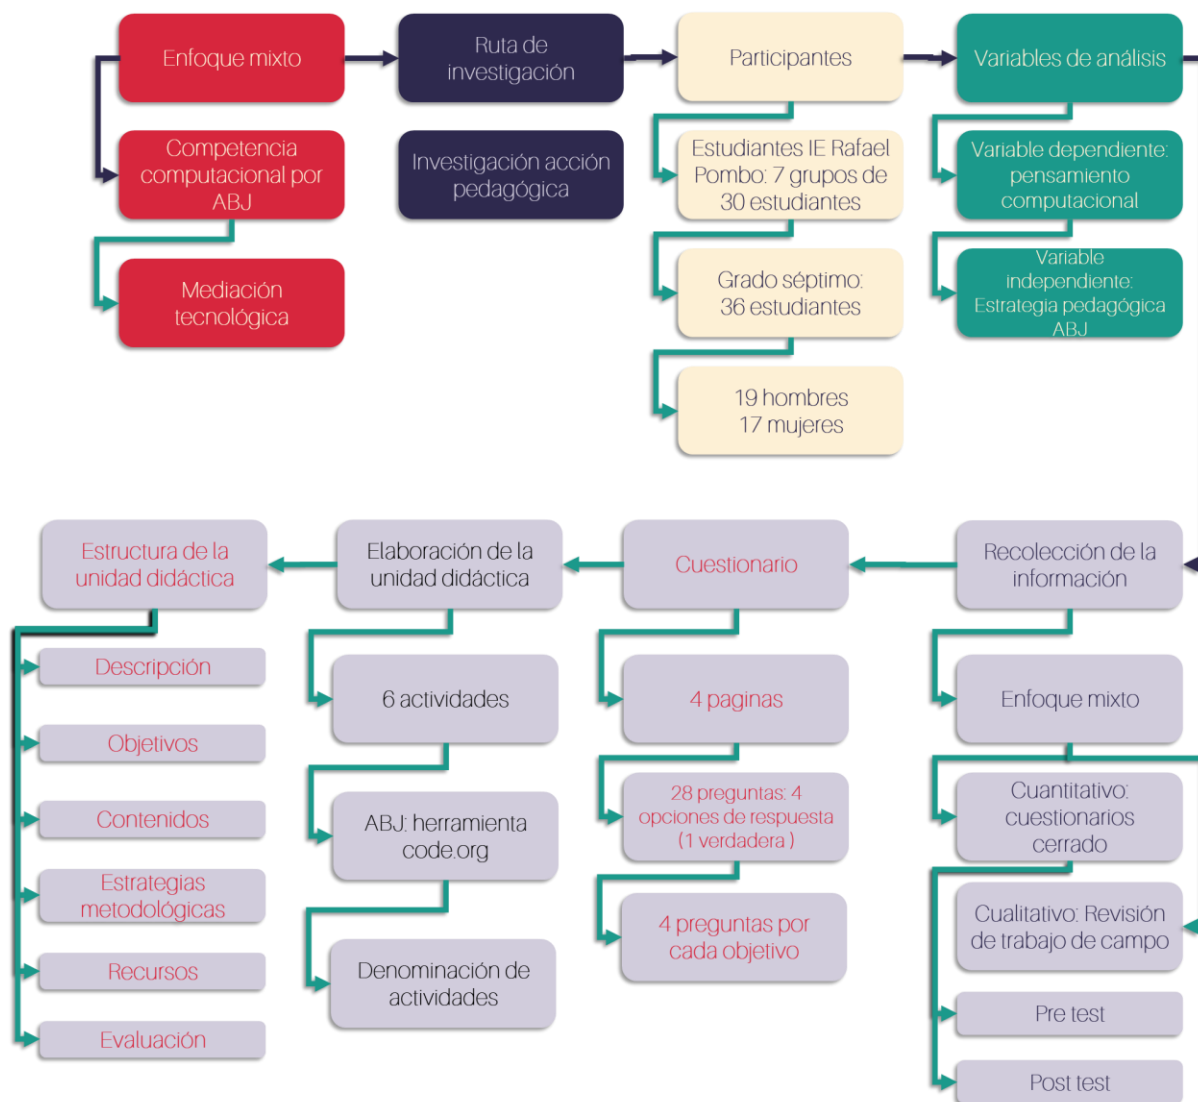 Enfoque mixto
Ruta de
investigación
Participantes
Variables de análisis
Competencia
computacional por
ABJ
Investigación acción
pedagógica
Estudiantes IE Rafael
Pombo: 7 grupos de
30 estudiantes
Variable dependiente:
pensamiento
computacional
Mediación
tecnológica
Grado séptimo:
36 estudiantes
Variable
independiente:
Estrategia pedagógica
ABJ
19 hombres
17 mujeres
Estructura de la
unidad didáctica
Elaboración de la
unidad didáctica
Cuestionario
Recolección de la
información
Descripción
Objetivos
Contenidos
Estrategias
metodológicas
Recursos
Evaluación
6 actividades
ABJ: herramienta
code.org
Denominación de
actividades
4 paginas
28 preguntas: 4
opciones de respuesta
(1 verdadera )
4 preguntas por
cada objetivo
Enfoque mixto
Cuantitativo:
cuestionarios
cerrado
Cualitativo: Revisión
de trabajo de campo
Pre test
Post test